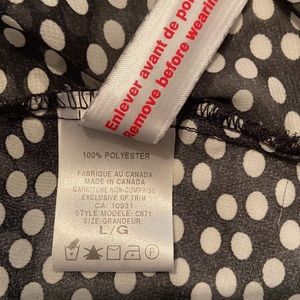 Enlever avant de po
Remove before wearin
100% POLYESTER
FABRIQUE AU CANADA
MADE IN CANADA
GARNITURE NON-COMPRISE
EXCLUSIVE OF TRIM
CA: 10931
STYLE MODELE: C871
SIZE:GRANDEUR:
L/G